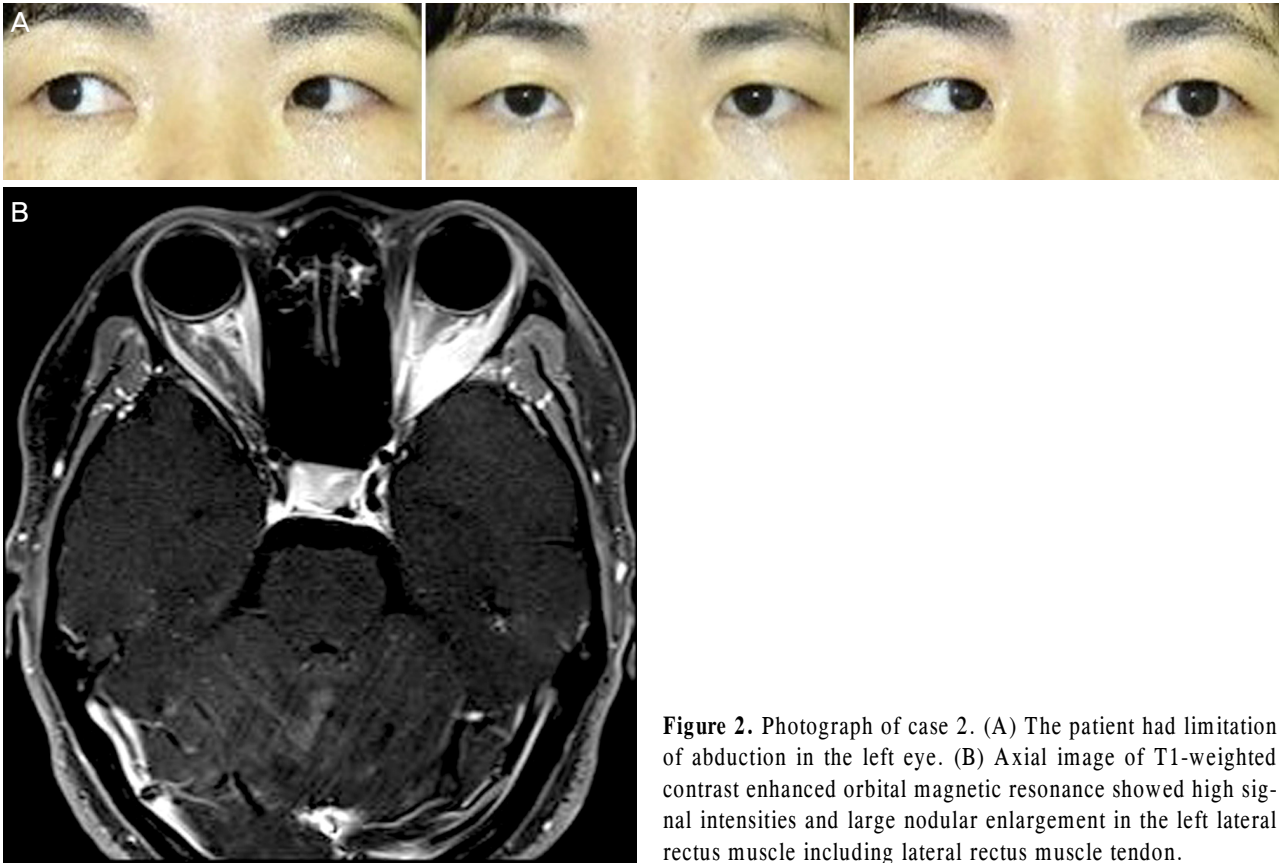 A
B
Figure 2. Photograph of case 2. (A) The patient had limitation
of abduction in the left eye. (B) Axial image of T1-weighted
contrast enhanced orbital magnetic resonance showed high sig-
nal intensities and large nodular enlargement in the left lateral
rectus muscle including lateral rectus muscle tendon.